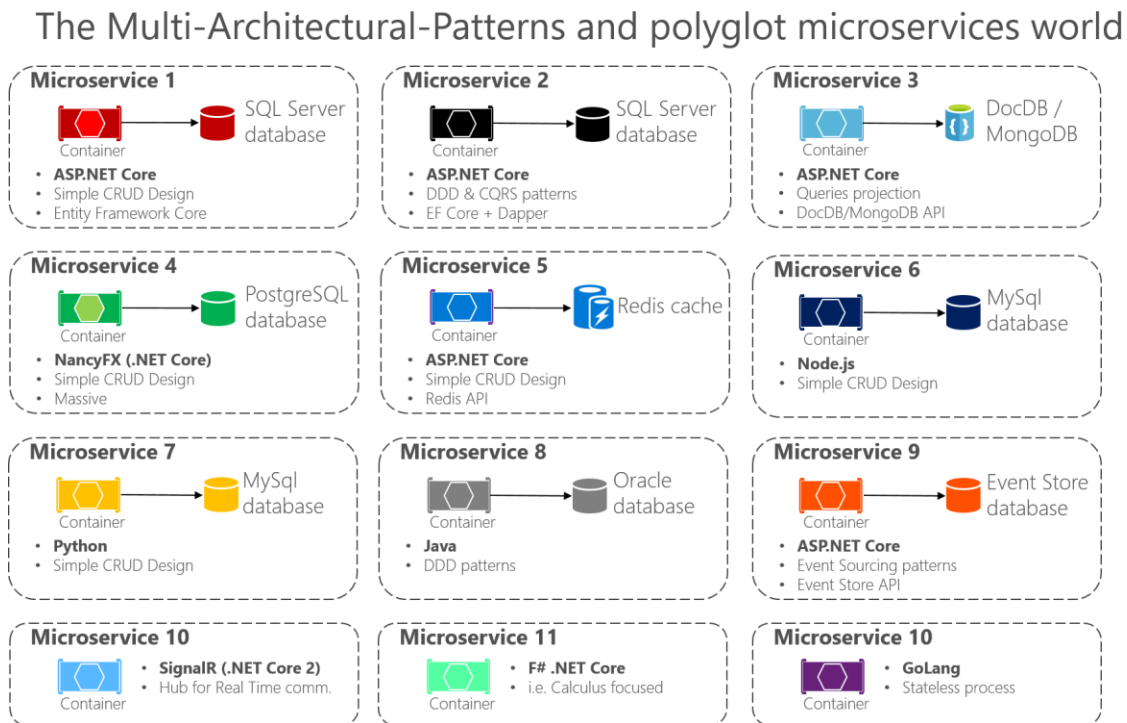 The Multi-Architectural-Patterns and polyglot microservices world
Microservice 1
SQL Server
database
Container
• ASP.NET Core
• Simple CRUD Design
• Entity Framework Core
Microservice 2
SQL Server
database
Container
• ASP.NET Core
• DDD & CQRS patterns
• EF Core + Dapper
Microservice 3
{}
DocDB /
MongoDB
Container
• ASP.NET Core
• Queries projection
• DocDB/MongoDB API
Microservice 4
PostgreSQL
database
Container
• NancyFX (.NET Core)
• Simple CRUD Design
• Massive
Microservice 5
Redis cache
Container
• ASP.NET Core
• Simple CRUD Design
• Redis API
Microservice 6
MySql
database
Container
• Node.js
• Simple CRUD Design
Microservice 7
MySql
database
Container
• Python
• Simple CRUD Design
Microservice 8
Oracle
database
Container
• Java
• DDD patterns
Microservice 9
Event Store
database
Container
• ASP.NET Core
• Event Sourcing patterns
• Event Store API
Microservice 10
Container
• SignalR (.NET Core 2)
• Hub for Real Time comm.
Microservice 11
Container
• F# .NET Core
• i.e. Calculus focused
Microservice 10
Container
• GoLang
• Stateless process